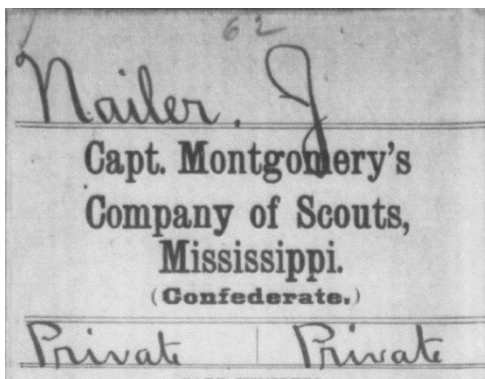 62
Nailer. J
Capt. Montgomery's
Company of Scouts,
Mississippi.
(Confederate.)
Private | Private